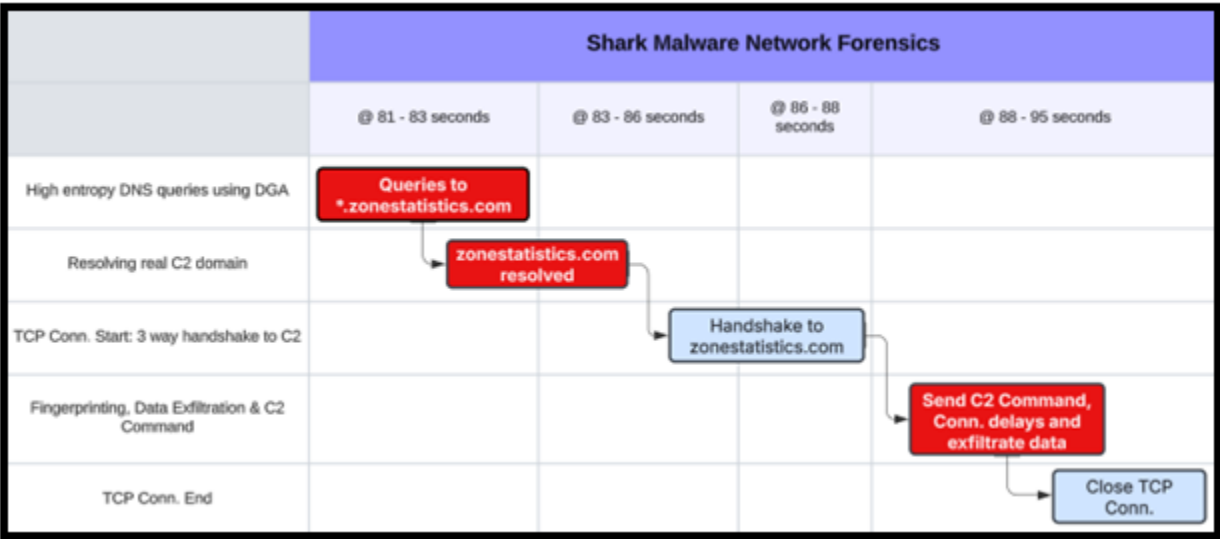 Shark Malware Network Forensics
@ 81 - 83 seconds
@ 83 - 86 seconds
@ 86 - 88
seconds
@ 88 - 95 seconds
High entropy DNS queries using DGA
Queries to
*.zonestatistics.com
Resolving real C2 domain
zonestatistics.com
resolved
TCP Conn. Start: 3 way handshake to C2
Handshake to
zonestatistics.com
Fingerprinting, Data Exfiltration & C2
Command
Send C2 Command,
Conn. delays and
exfiltrate data
TCP Conn. End
Close TCP
Conn.